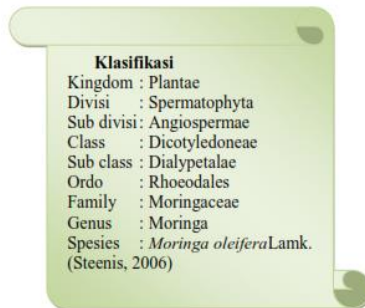 Klasifikasi
Kingdom : Plantae
Divisi : Spermatophyta
Sub divisi : Angiospermae
Class : Dicotyledoneae
Sub class : Dialypetalae
Ordo : Rhoeodales
Family : Moringaceae
Genus : Moringa
Spesies : Moringa oleiferaLamk.
(Steenis, 2006)